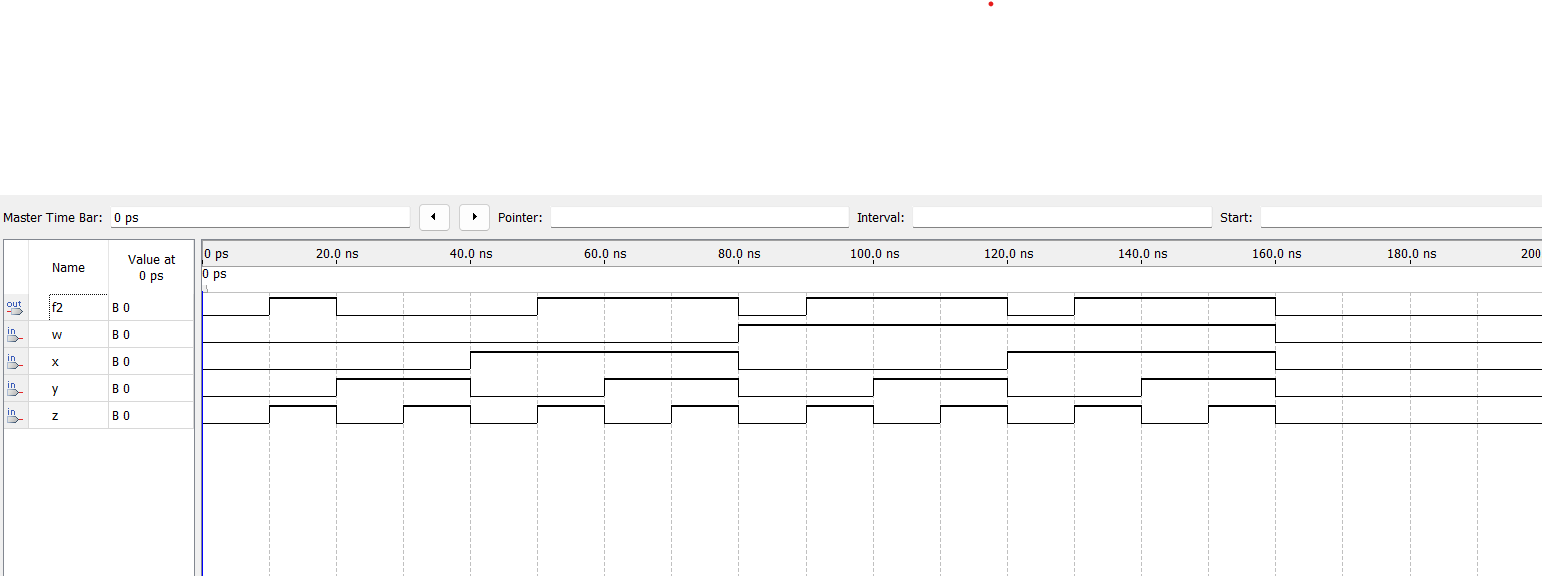 Master Time Bar: 0 ps Pointer: Interval: Start:
Name Value at 0 ps
0 ps 20.0 ns 40.0 ns 60.0 ns 80.0 ns 100.0 ns 120.0 ns 140.0 ns 160.0 ns 180.0 ns 200
0 ps
out f2 B 0
in w B 0
in x B 0
in y B 0
in z B 0